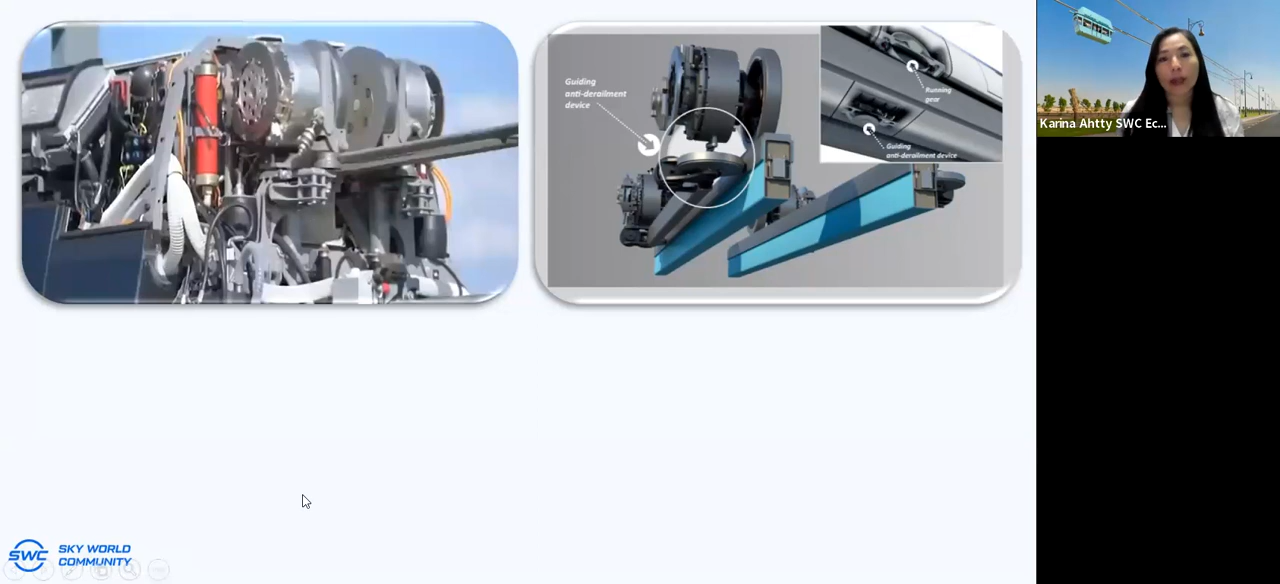 Guiding
anti-derailment
device
Running
gear
Guiding
anti-derailment device
Karina Ahtty SWC Ec...
SWC
SKY WORLD
COMMUNITY